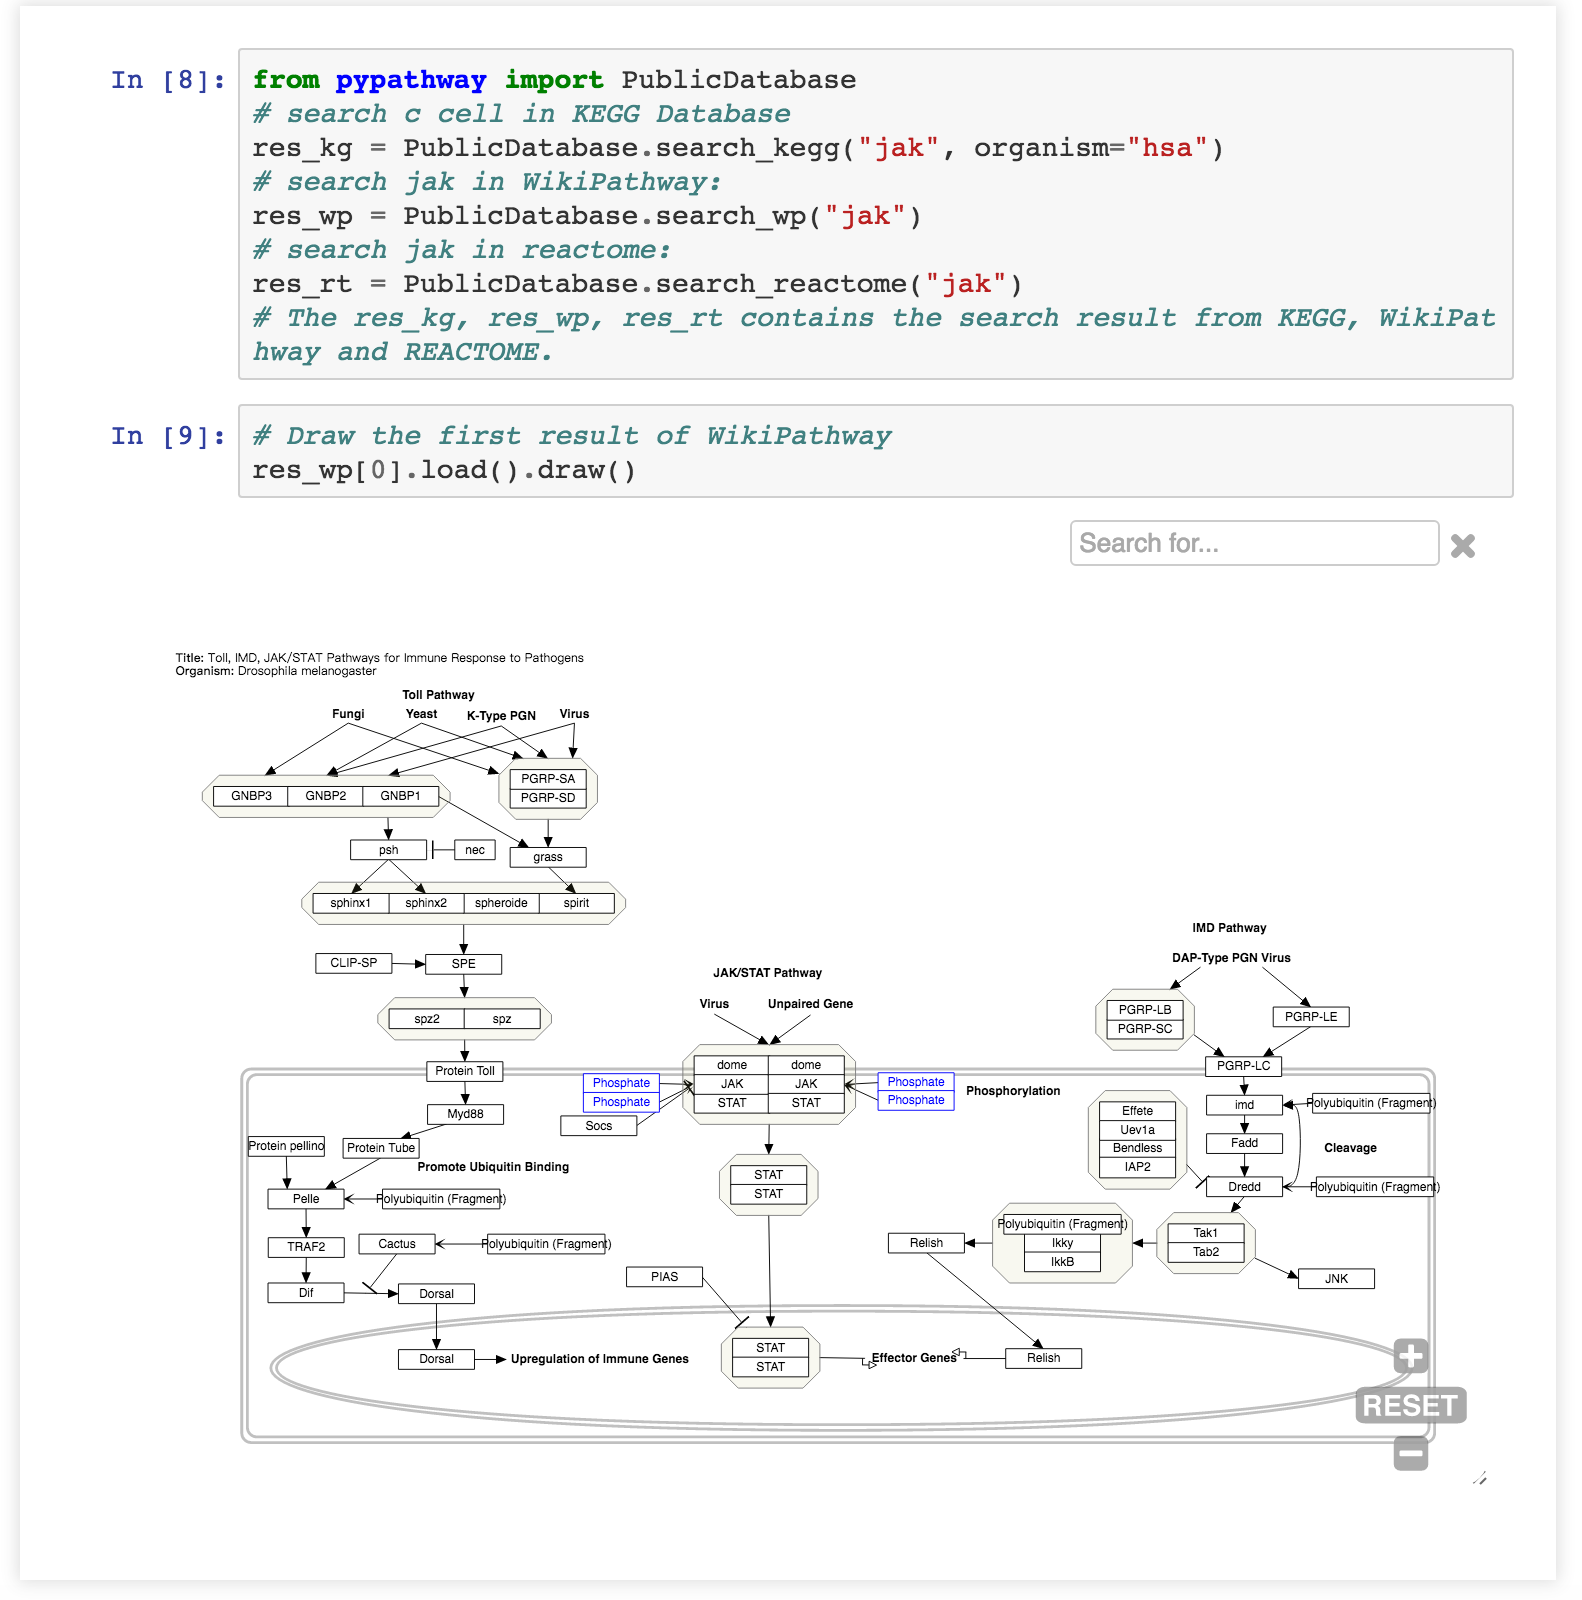 In [8]:
from pypathway import PublicDatabase
# search c cell in KEGG Database
res_kg = PublicDatabase.search_kegg("jak", organism="hsa")
# search jak in WikiPathway:
res_wp = PublicDatabase.search_wp("jak")
# search jak in reactome:
res_rt = PublicDatabase.search_reactome("jak")
# The res_kg, res_wp, res_rt contains the search result from KEGG, WikiPat
hway and REACTOME.
In [9]:
# Draw the first result of WikiPathway
res_wp[0].load().draw()
Search for...
Title: Toll, IMD, JAK/STAT Pathways for Immune Response to Pathogens
Organism: Drosophila melanogaster
Toll Pathway
Fungi Yeast K-Type PGN Virus
PGRP-SA
PGRP-SD
GNBP3 GNBP2 GNBP1
psh nec grass
sphinx1 sphinx2 spheroide spirit
CLIP-SP SPE
spz2 spz
Protein Toll
Myd88
Protein pellino Protein Tube
Promote Ubiquitin Binding
Pelle Polyubiquitin (Fragment)
TRAF2 Cactus Polyubiquitin (Fragment)
Dif Dorsal
Dorsal Upregulation of Immune Genes
JAK/STAT Pathway
Virus Unpaired Gene
dome dome
JAK JAK
STAT STAT
Phosphate
Phosphate
Socs
Phosphate
Phosphate
Phosphorylation
STAT
STAT
PIAS
STAT
STAT
Effector Genes
Relish
IMD Pathway
DAP-Type PGN Virus
PGRP-LB
PGRP-SC
PGRP-LE
PGRP-LC
Effete
Uev1a
Bendless
IAP2
imd Polyubiquitin (Fragment)
Fadd
Cleavage
Dredd Polyubiquitin (Fragment)
Tak1
Tab2
Polyubiquitin (Fragment)
Ikky
IkkB
Relish
JNK
RESET